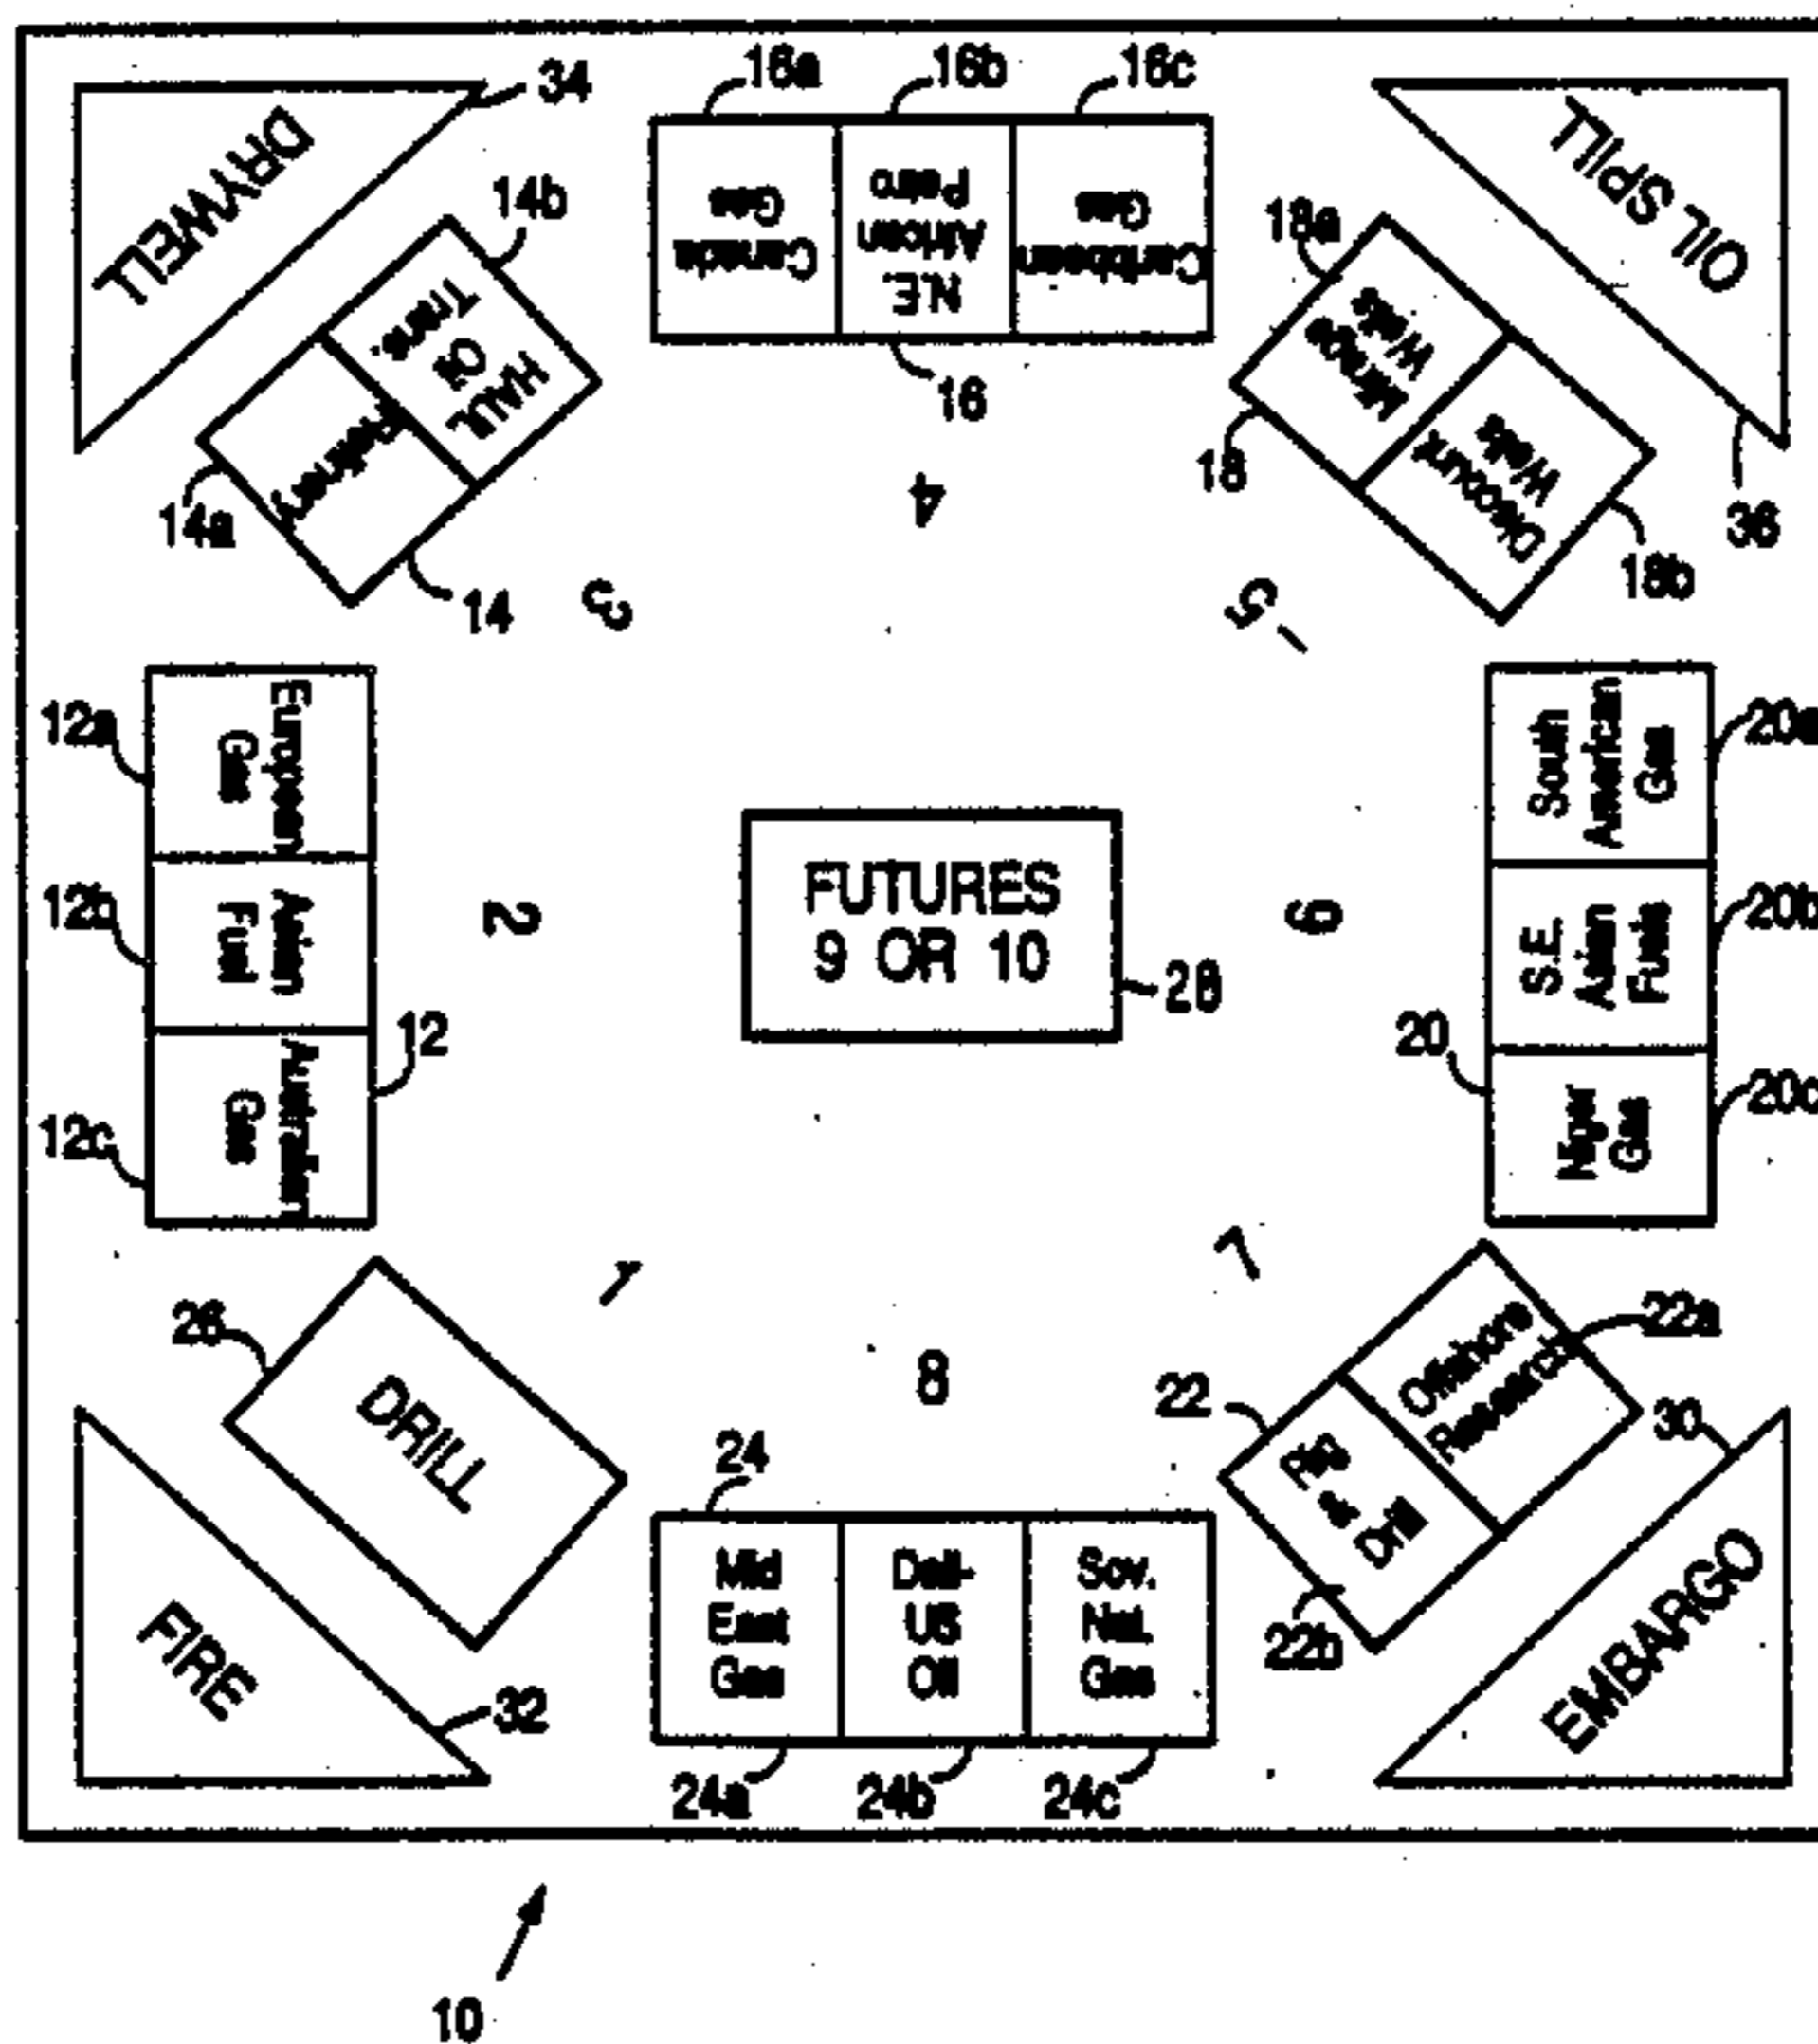 34
DRYWELL
14b
HAUL
or
Tran.
Refinery
14a
14
3
16a
16b
16c
Canada
Gas
N.E.
African
Petro
Caribbean
Gas
16
4
OIL SPILL
36
18a
Wells
18
Discount
Wells
18b
5
12a
European
Gas
12b
Asian
Fuel
12
12c
Australian
Gas
2
FUTURES
9 OR 10
28
6
South
American
Gas
20a
S.E.
Asian
Fuels
20b
20
Gas
20c
1
26
DRILL
FIRE
32
8
24
Mid
East
Gas
US
Oil
Sov.
Nat.
Gas
24a
24b
24c
7
22
22a
Offshore
Rig
or
Drill
22b
30
EMBARGO
10